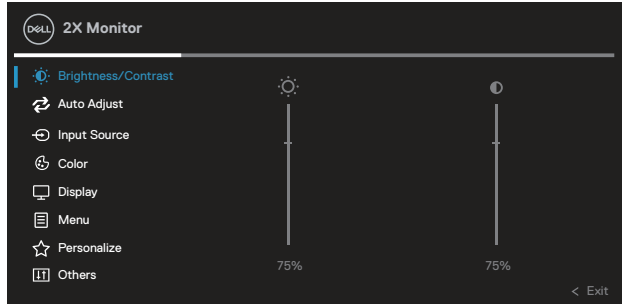 DELL 2X Monitor
Brightness/Contrast
Auto Adjust
Input Source
Color
Display
Menu
Personalize
Others
75% 75%
< Exit